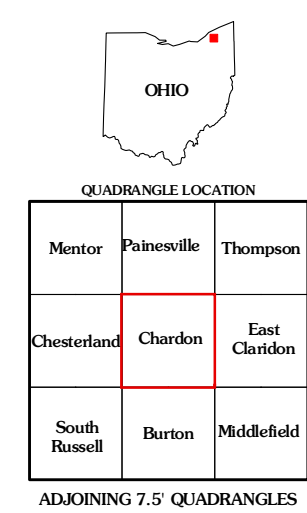 OHIO
QUADRANGLE LOCATION
Mentor
Painesville
Thompson
Chesterland
Chardon
East
Claridon
South
Russell
Burton
Middlefield
ADJOINING 7.5' QUADRANGLES